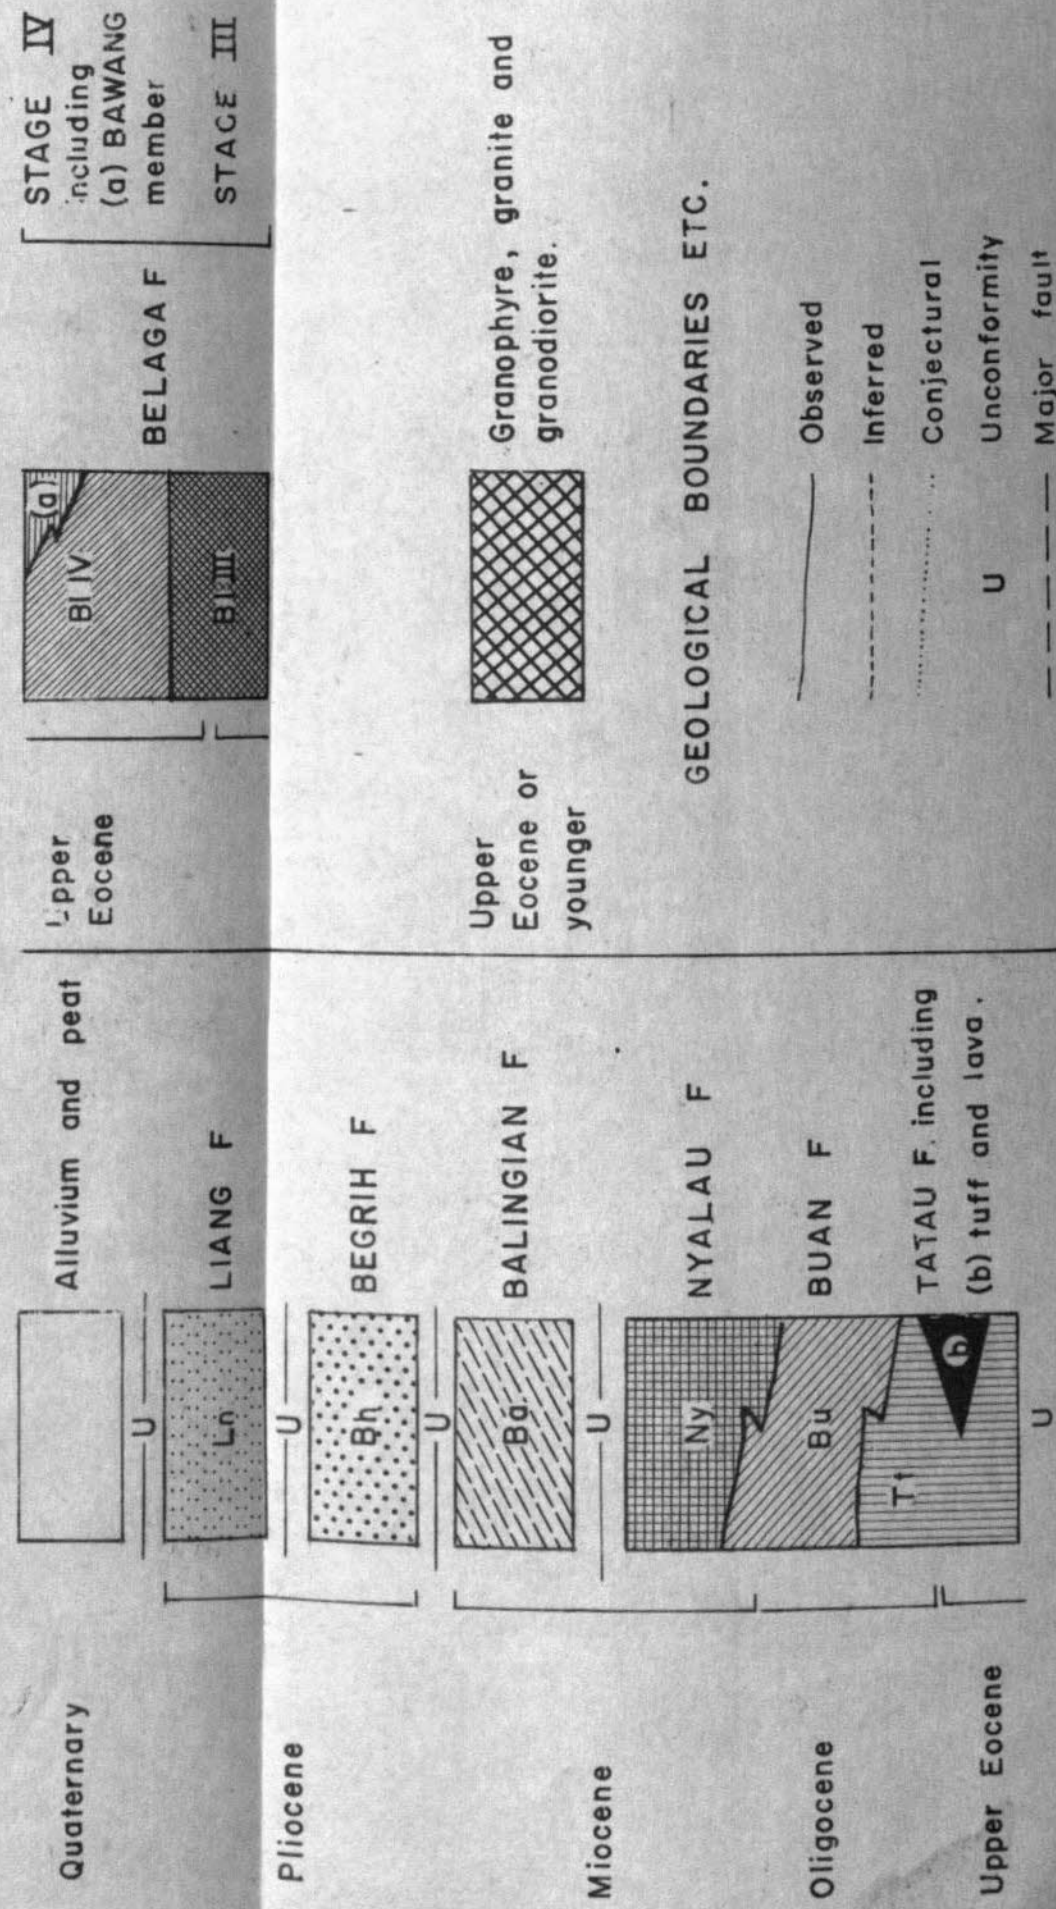 Quaternary
Alluvium and peat
U
Pliocene
Ln
LIANG F
U
Bh
BEGRIH F
U
Miocene
Ba
BALINGIAN F
U
Ny
NYALAU F
Oligocene
Bu
BUAN F
Upper Eocene
Tt
(b)
TATAU F. including
(b) tuff and lava.
U
Upper
Eocene
(a)
Bl IV
Bl III
BELAGA F
STAGE IV
including
(a) BAWANG
member
STAGE III
Upper
Eocene or
younger
Granophyre, granite and
granodiorite.
GEOLOGICAL BOUNDARIES ETC.
Observed
Inferred
Conjectural
U Unconformity
Major fault